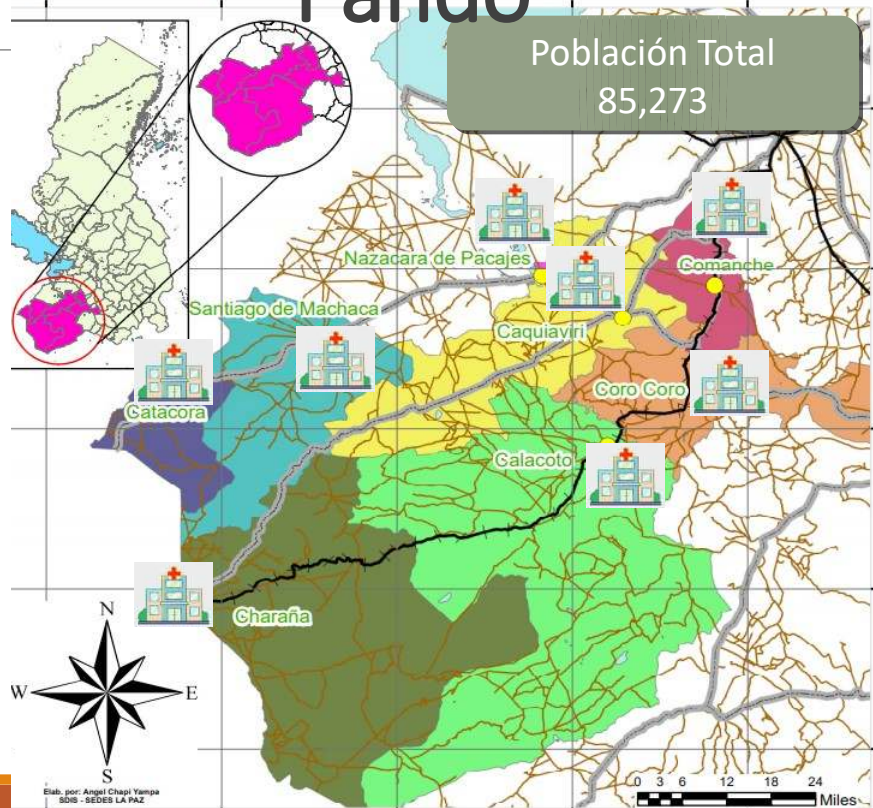 Pando
Población Total
85,273
Nazacara de Pacajes
Comanche
Santiago de Machaca
Caquiaviri
Catacora
Coro Coro
Calacoto
Charaña
N
W
E
S
Elab. por: Angel Chapi Yampa
SDIS - SEDES LA PAZ
0 3 6 12 18 24
Miles